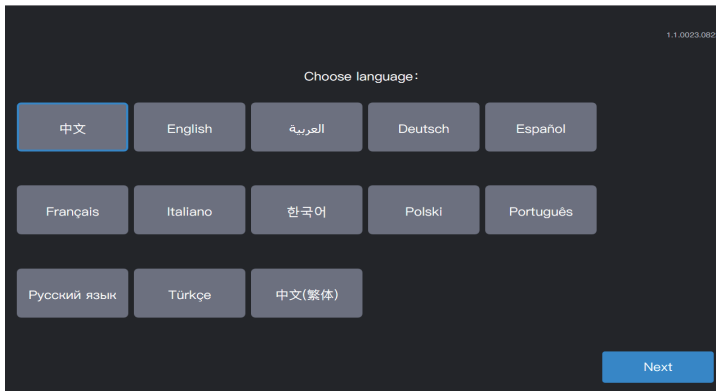 1.1.0023.082
Choose language:
中文 English العربية Deutsch Español
Français Italiano 한국어 Polski Português
Русский язык Türkçe 中文(繁体)
Next